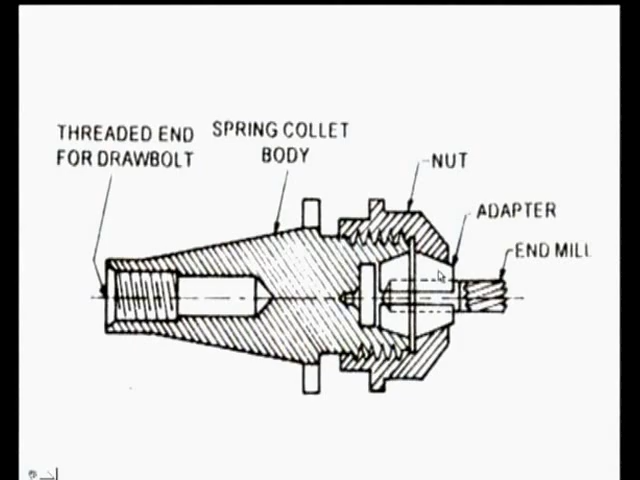 THREADED END
FOR DRAWBOLT
SPRING COLLET
BODY
NUT
ADAPTER
END MILL